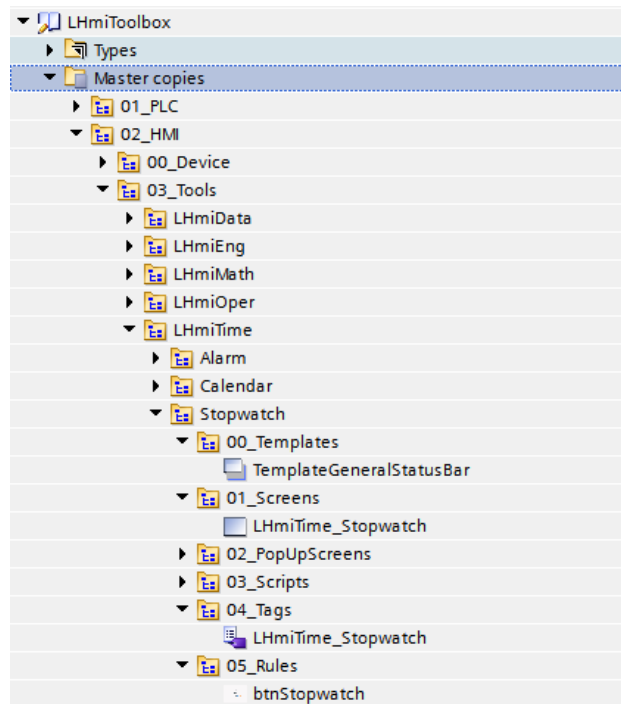 LHmiToolbox
Types
Master copies
01_PLC
02_HMI
00_Device
03_Tools
LHmiData
LHmiEng
LHmiMath
LHmiOper
LHmiTime
Alarm
Calendar
Stopwatch
00_Templates
TemplateGeneralStatusBar
01_Screens
LHmiTime_Stopwatch
02_PopUpScreens
03_Scripts
04_Tags
LHmiTime_Stopwatch
05_Rules
btnStopwatch